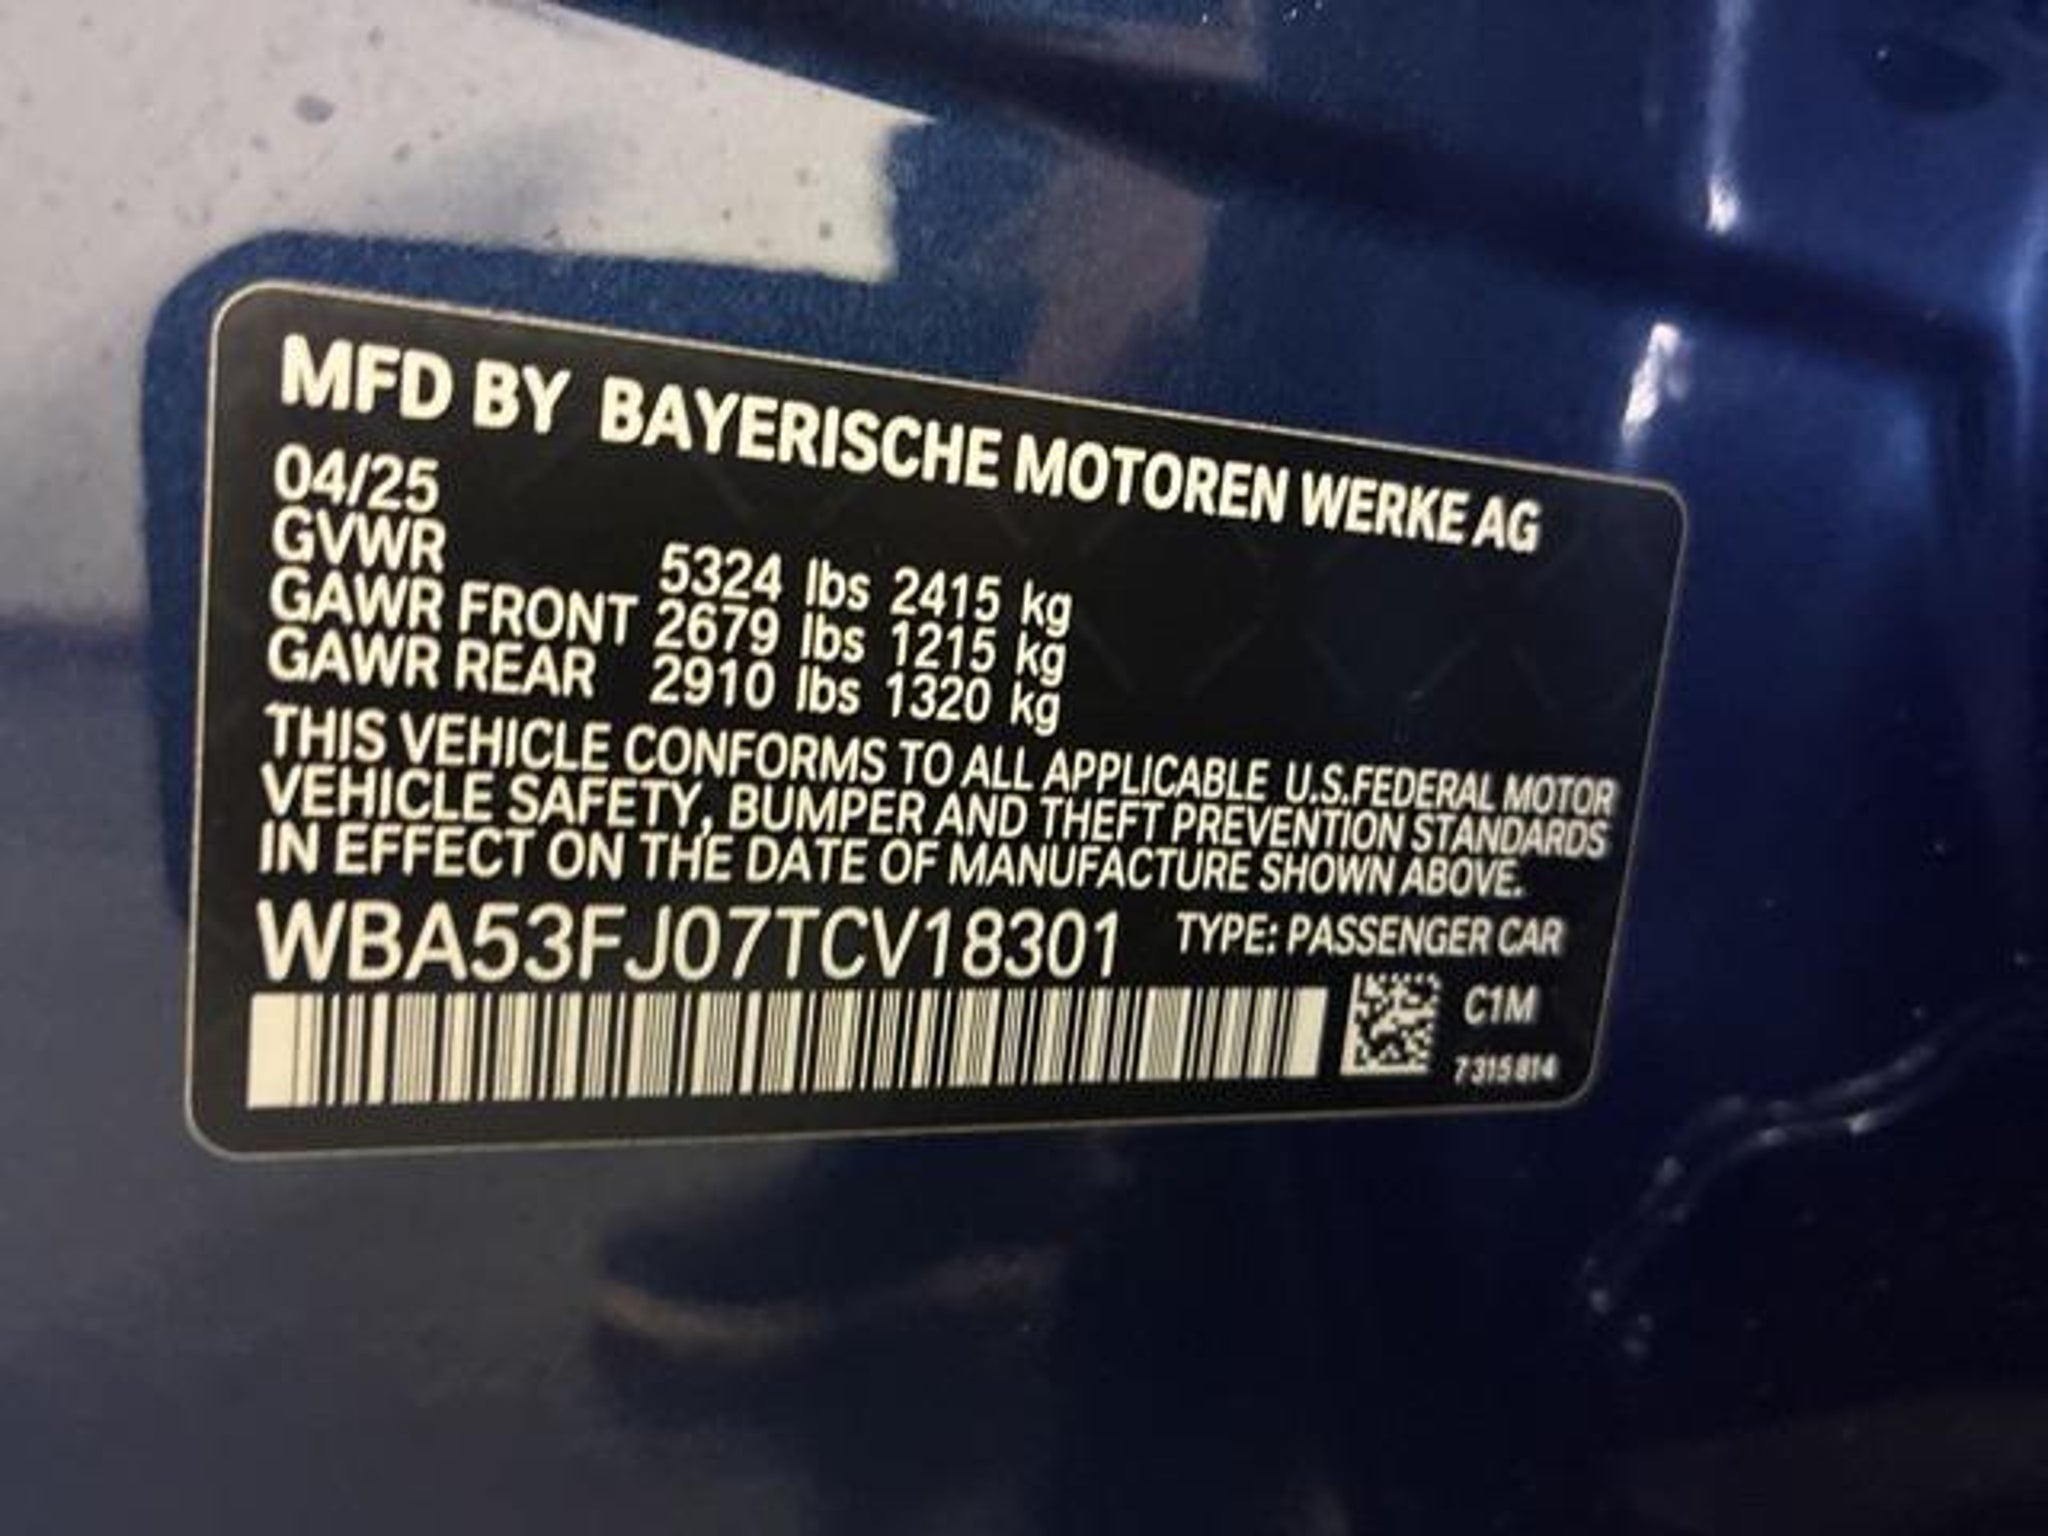 MFD BY BAYERISCHE MOTOREN WERKE AG
04/25
GVWR 5324 lbs 2415 kg
GAWR FRONT 2679 lbs 1215 kg
GAWR REAR 2910 lbs 1320 kg
THIS VEHICLE CONFORMS TO ALL APPLICABLE U.S.FEDERAL MOTOR
VEHICLE SAFETY, BUMPER AND THEFT PREVENTION STANDARDS
IN EFFECT ON THE DATE OF MANUFACTURE SHOWN ABOVE.
WBA53FJ07TCV18301 TYPE: PASSENGER CAR
C1M
7315814